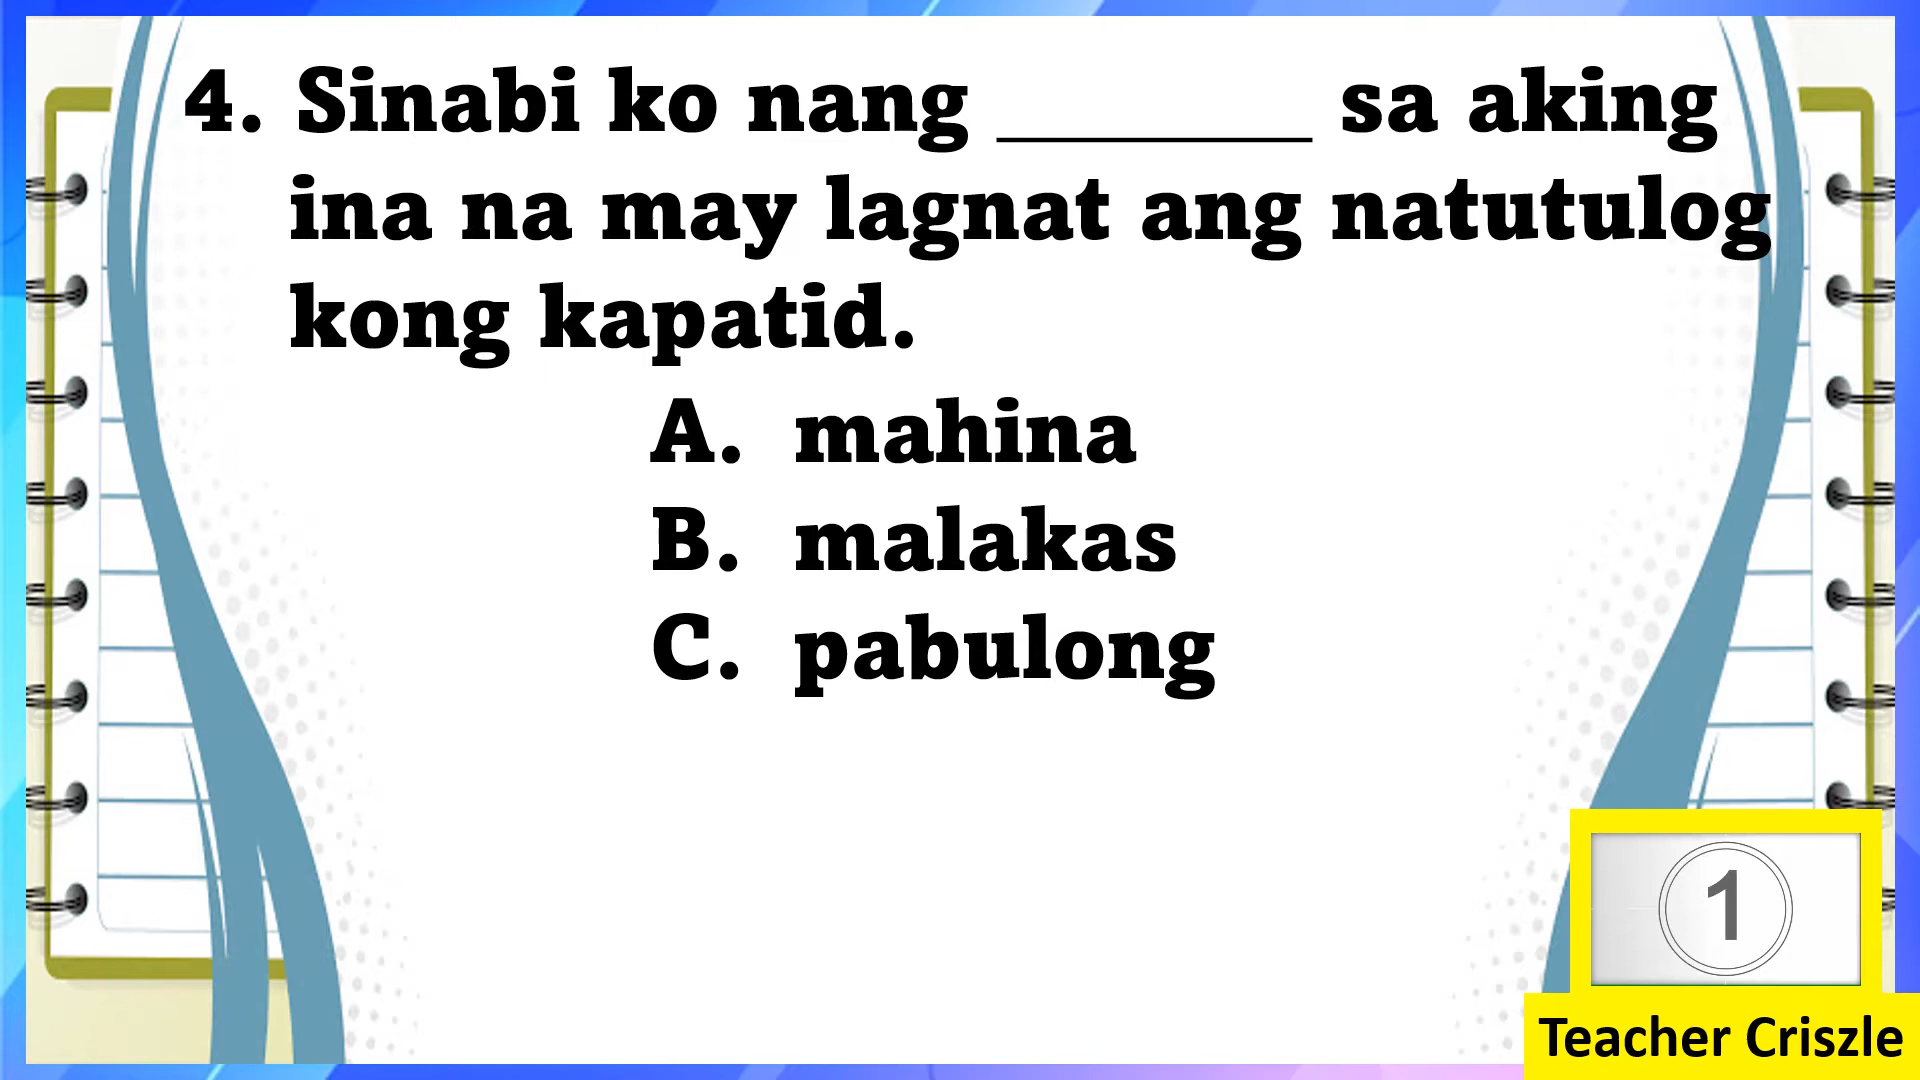 4. Sinabi ko nang ________ sa aking
ina na may lagnat ang natutulog
kong kapatid.
A. mahina
B. malakas
C. pabulong
1
Teacher Criszle